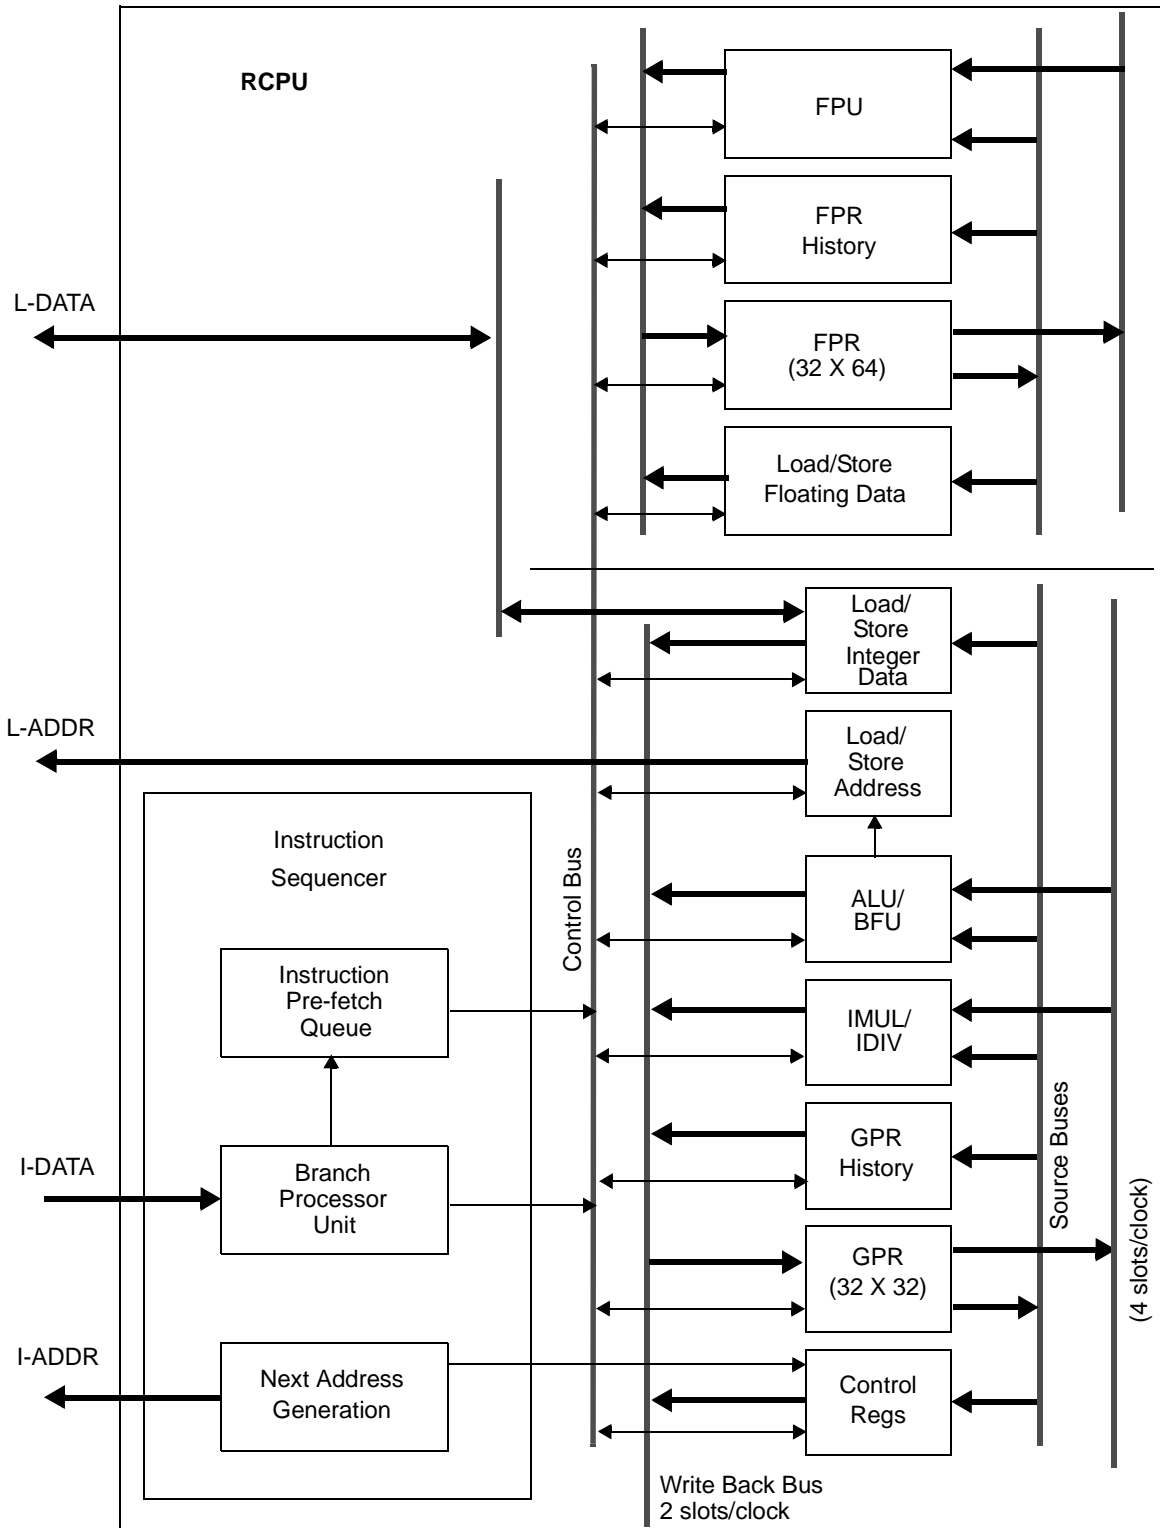 RCPU
FPU
FPR
History
L-DATA
FPR
(32 X 64)
Load/Store
Floating Data
Load/
Store
Integer
Data
L-ADDR
Load/
Store
Address
Instruction
Sequencer
Control Bus
ALU/
BFU
Instruction
Pre-fetch
Queue
IMUL/
IDIV
Source Buses
(4 slots/clock)
GPR
History
I-DATA
Branch
Processor
Unit
GPR
(32 X 32)
I-ADDR
Next Address
Generation
Control
Regs
Write Back Bus
2 slots/clock